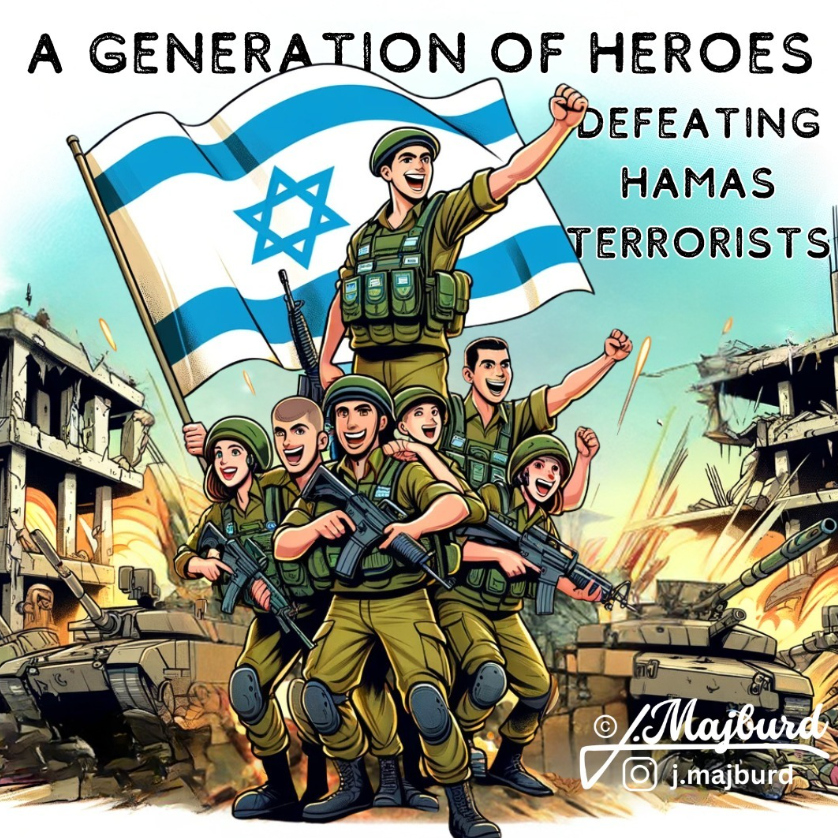 A GENERATION OF HEROES
DEFEATING
HAMAS
TERRORISTS
© J.Majburd
j.majburd